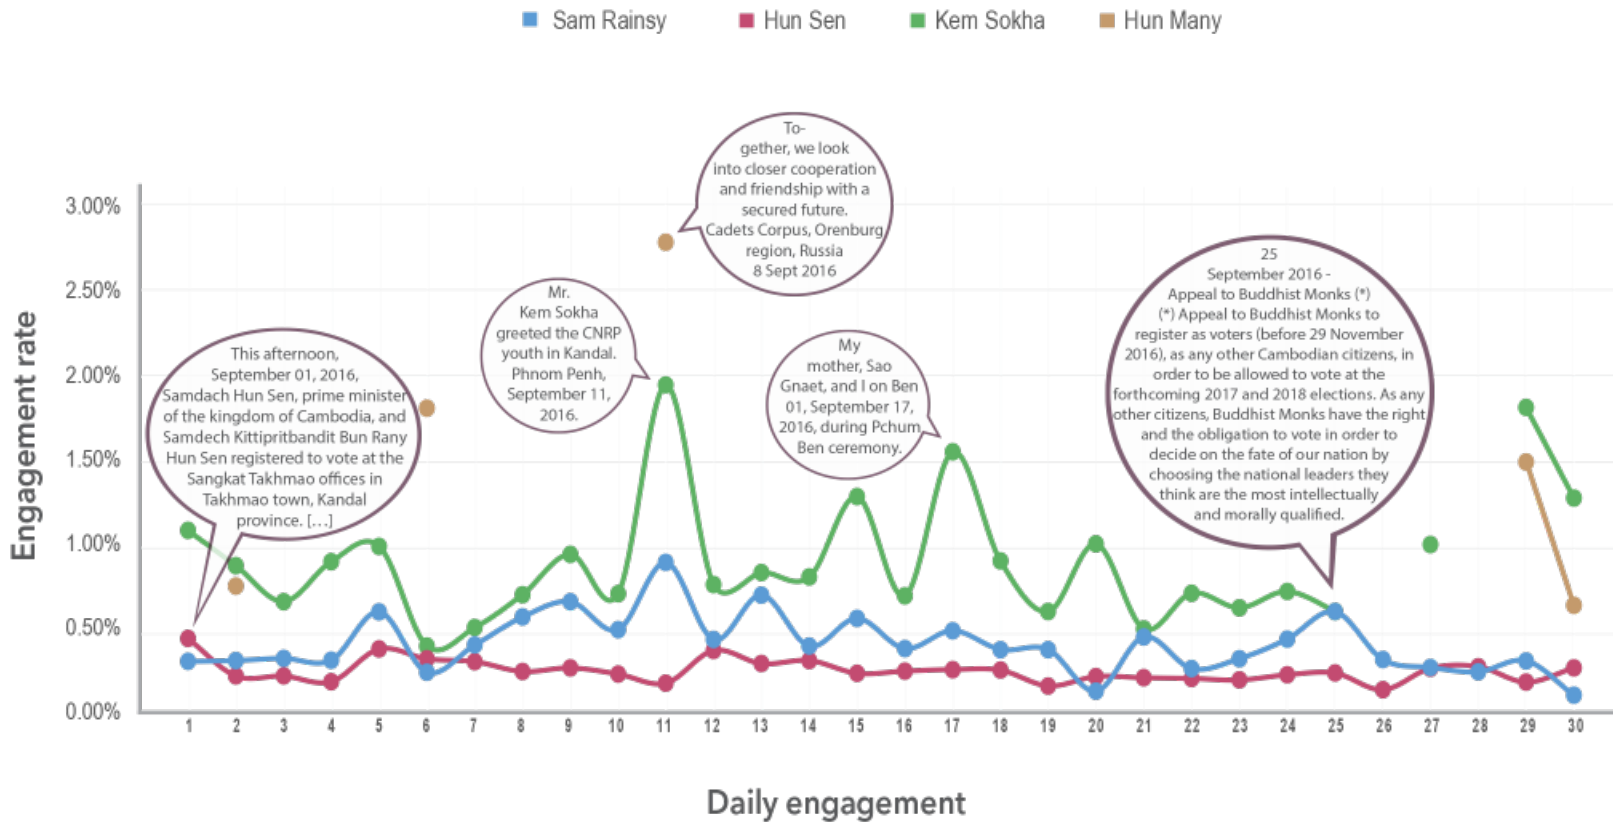 Sam Rainsy
Hun Sen
Kem Sokha
Hun Many
Engagement rate
3.00%
2.50%
2.00%
1.50%
1.00%
0.50%
0.00%
This afternoon,
September 01, 2016,
Samdach Hun Sen, prime minister
of the kingdom of Cambodia, and
Samdech Kittipritbandit Bun Rany
Hun Sen registered to vote at the
Sangkat Takhmao offices in
Takhmao town, Kandal
province. [...]
Mr.
Kem Sokha
greeted the CNRP
youth in Kandal.
Phnom Penh,
September 11,
2016.
To-
gether, we look
into closer cooperation
and friendship with a
secured future.
Cadets Corpus, Orenburg
region, Russia
8 Sept 2016
My
mother, Sao
Gnaet, and I on Ben
01, September 17,
2016, during Pchum
Ben ceremony.
25
September 2016 -
Appeal to Buddhist Monks (*)
(*) Appeal to Buddhist Monks to
register as voters (before 29 November
2016), as any other Cambodian citizens, in
order to be allowed to vote at the
forthcoming 2017 and 2018 elections. As any
other citizens, Buddhist Monks have the right
and the obligation to vote in order to
decide on the fate of our nation by
choosing the national leaders they
think are the most intellectually
and morally qualified.
1 2 3 4 5 6 7 8 9 10 11 12 13 14 15 16 17 18 19 20 21 22 23 24 25 26 27 28 29 30
Daily engagement